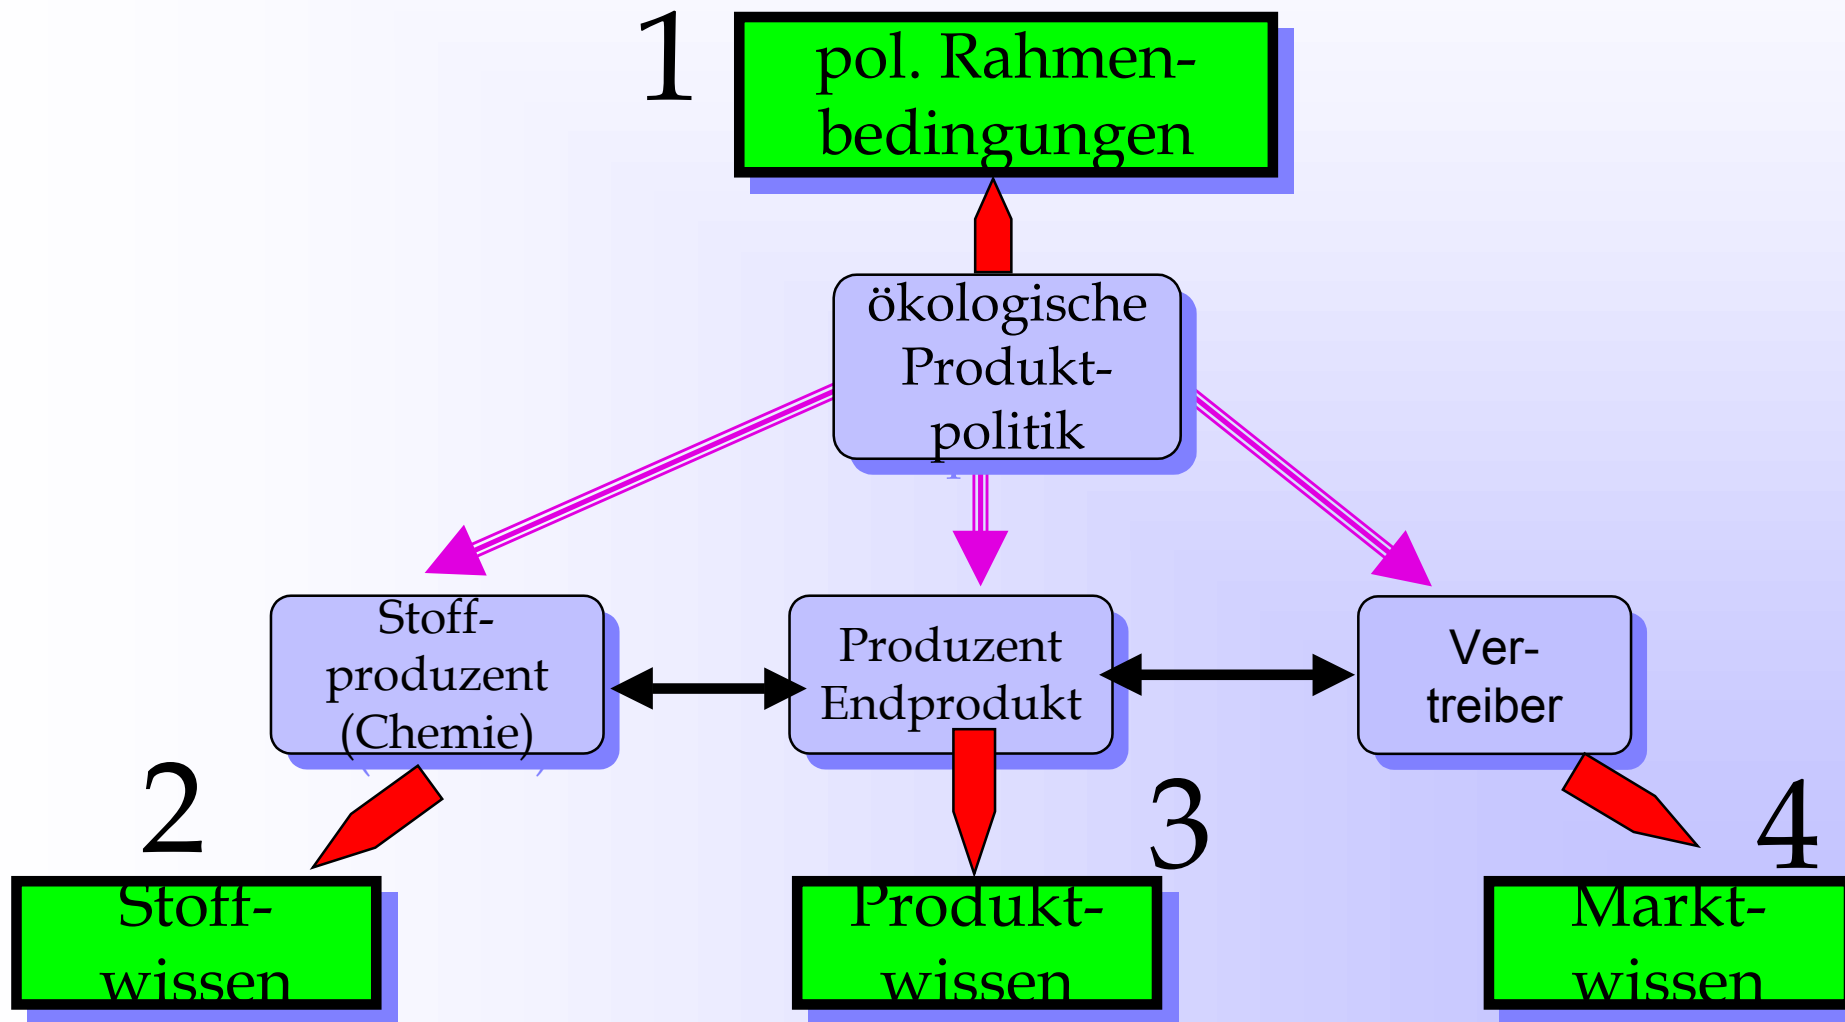 1
pol. Rahmen-
bedingungen
ökologische
Produkt-
politik
Stoff-
produzent
(Chemie)
Produzent
Endprodukt
Ver-
treiber
2
3
4
Stoff-
wissen
Produkt-
wissen
Markt-
wissen